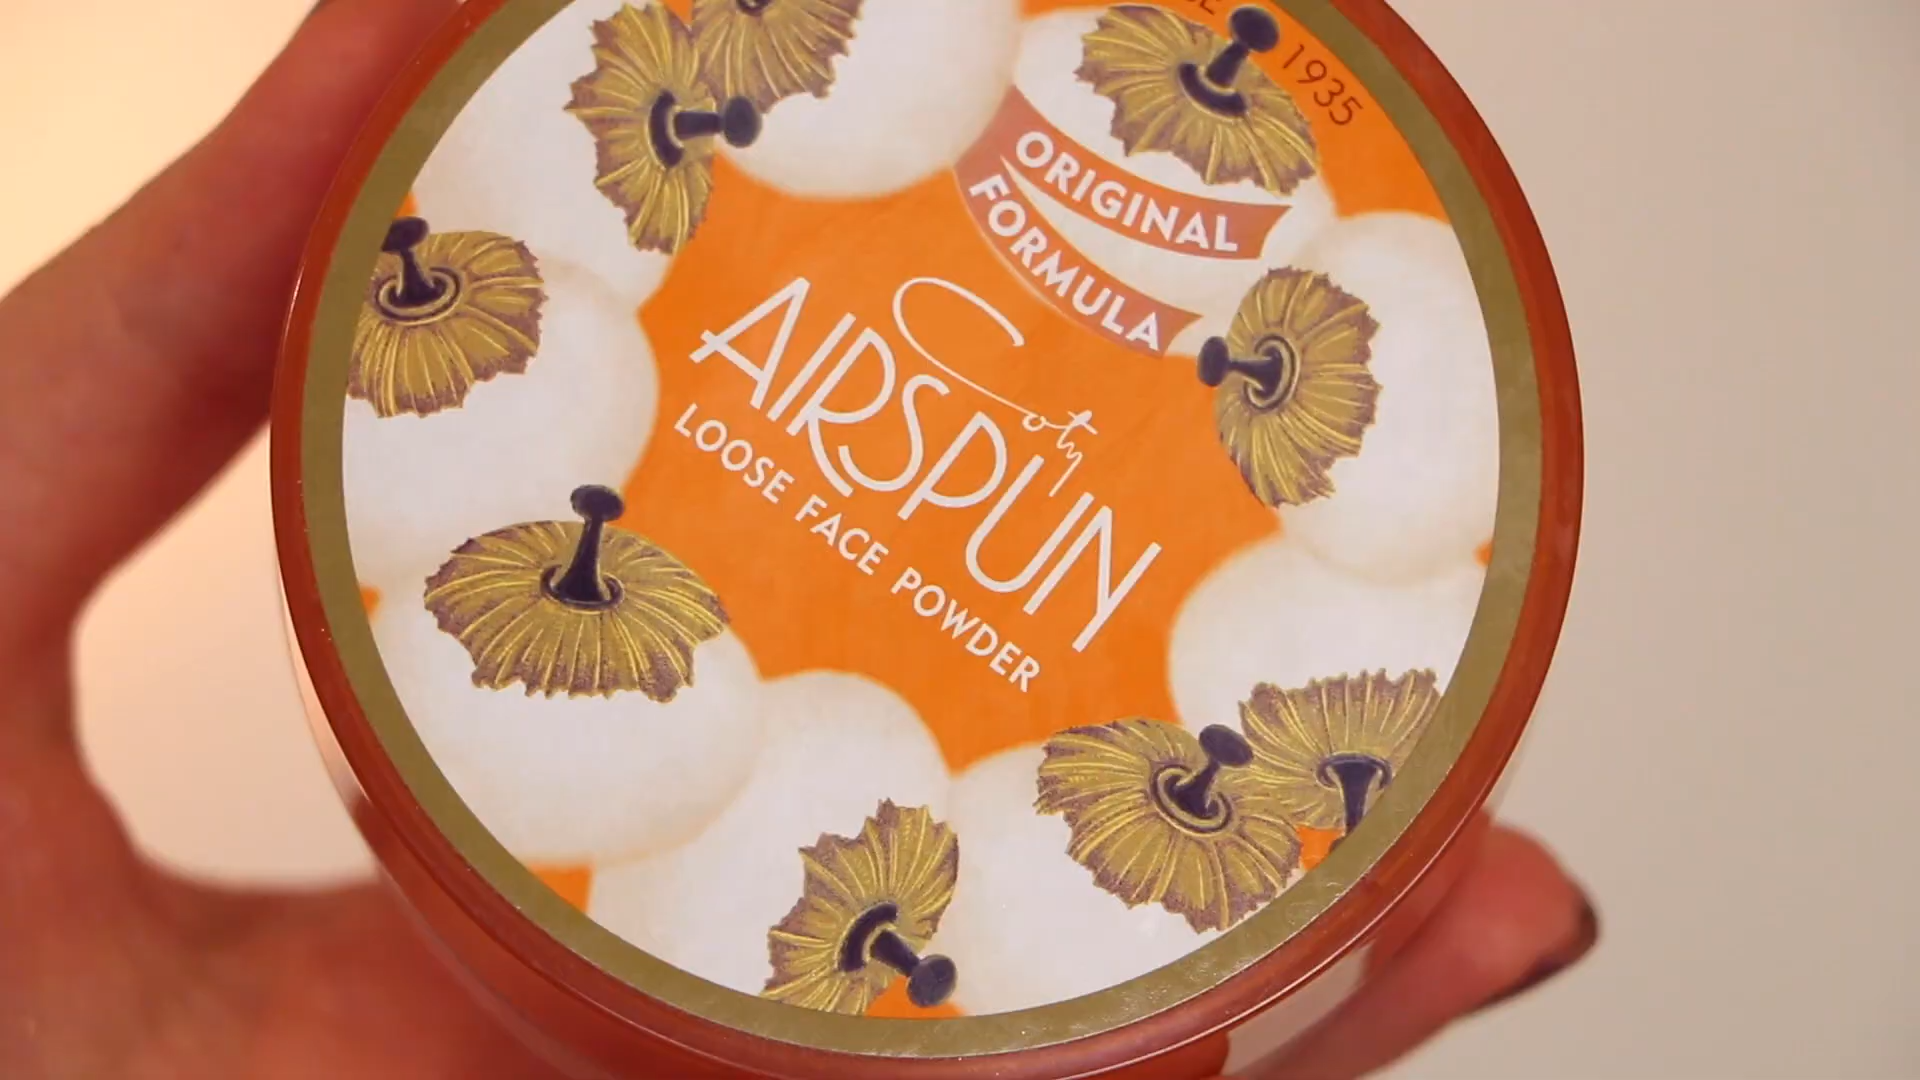 1935
ORIGINAL
FORMULA
Coty
AIRSPUN
LOOSE FACE POWDER